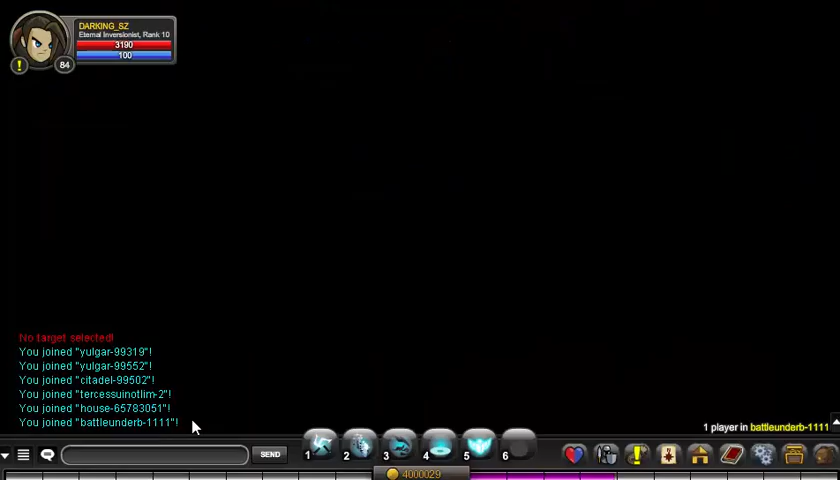 DARKING_SZ
Eternal Inversionist, Rank 10
3190
100
84
No target selected!
You joined "yulgar-99319"!
You joined "yulgar-99552"!
You joined "citadel-99502"!
You joined "tercessuinotlim-2"!
You joined "house-65783051"!
You joined "battleunderb-1111"!
1 player in battleunderb-1111
SEND
1 2 3 4 5 6
4000029